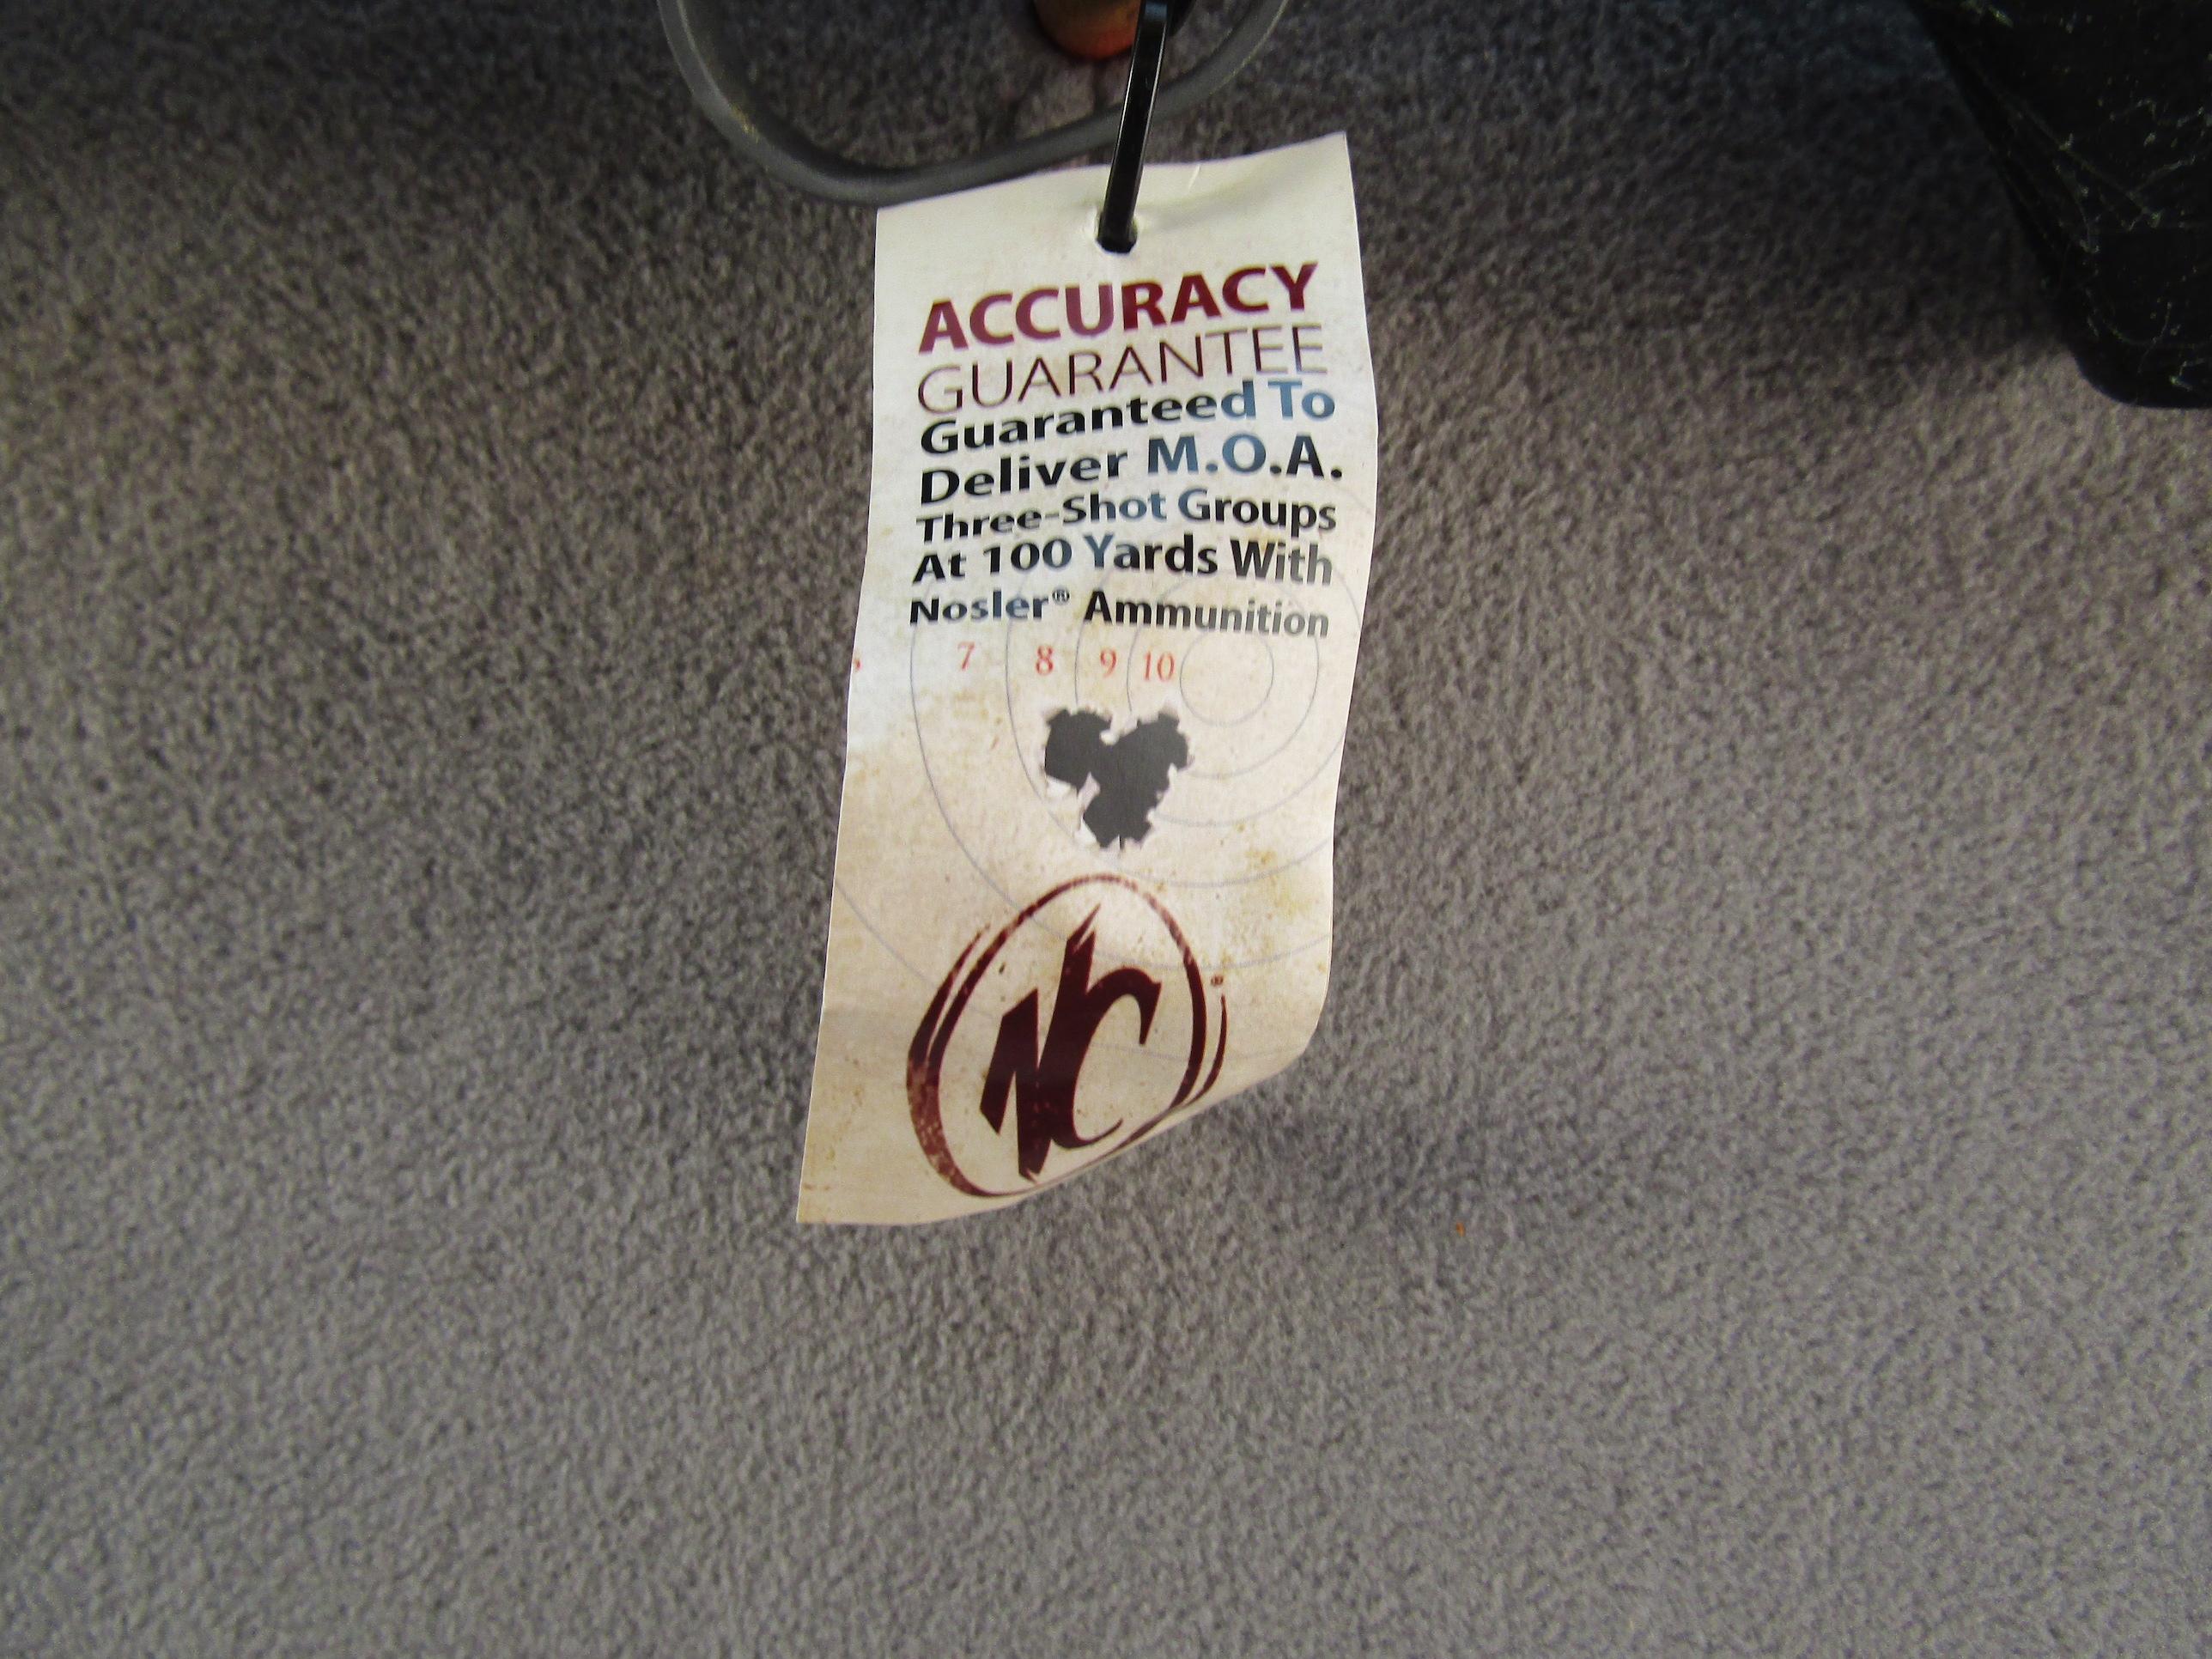 ACCURACY
GUARANTEE
Guaranteed To
Deliver M.O.A.
Three-Shot Groups
At 100 Yards With
Nosler® Ammunition
7 8 9 10
NC®